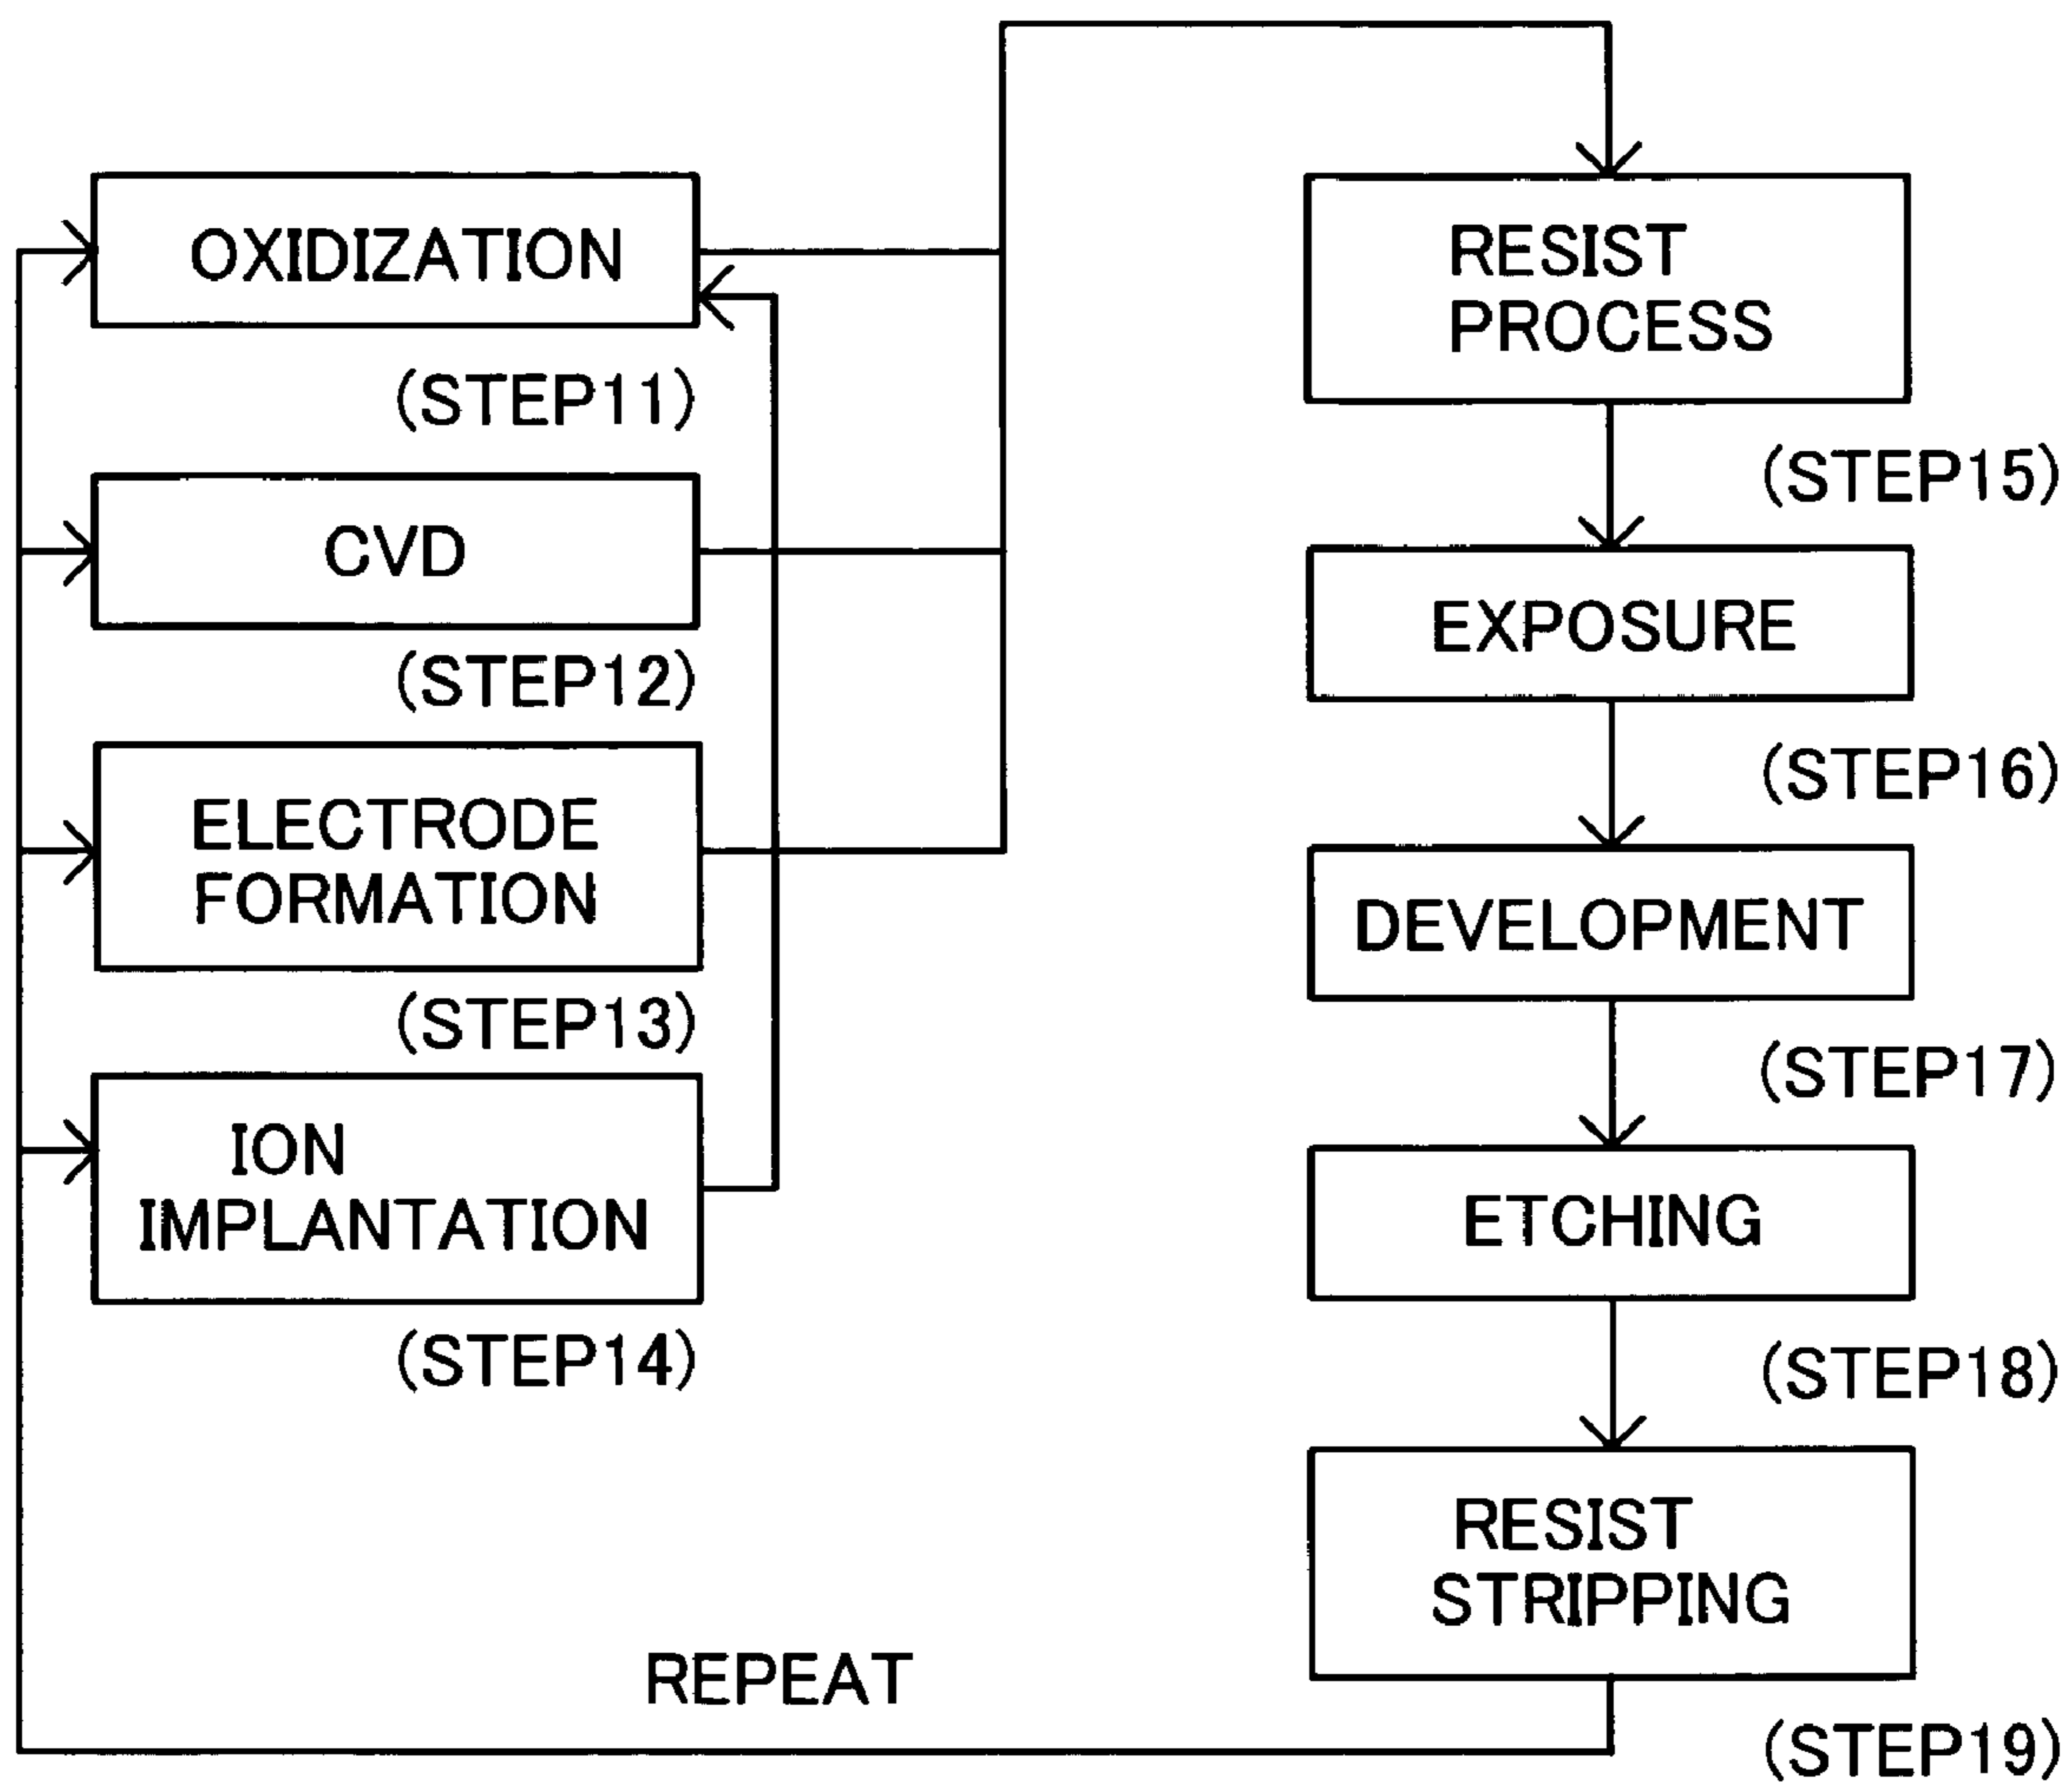 OXIDIZATION
(STEP11)
CVD
(STEP12)
ELECTRODE
FORMATION
(STEP13)
ION
IMPLANTATION
(STEP14)
RESIST
PROCESS
(STEP15)
EXPOSURE
(STEP16)
DEVELOPMENT
(STEP17)
ETCHING
(STEP18)
RESIST
STRIPPING
(STEP19)
REPEAT